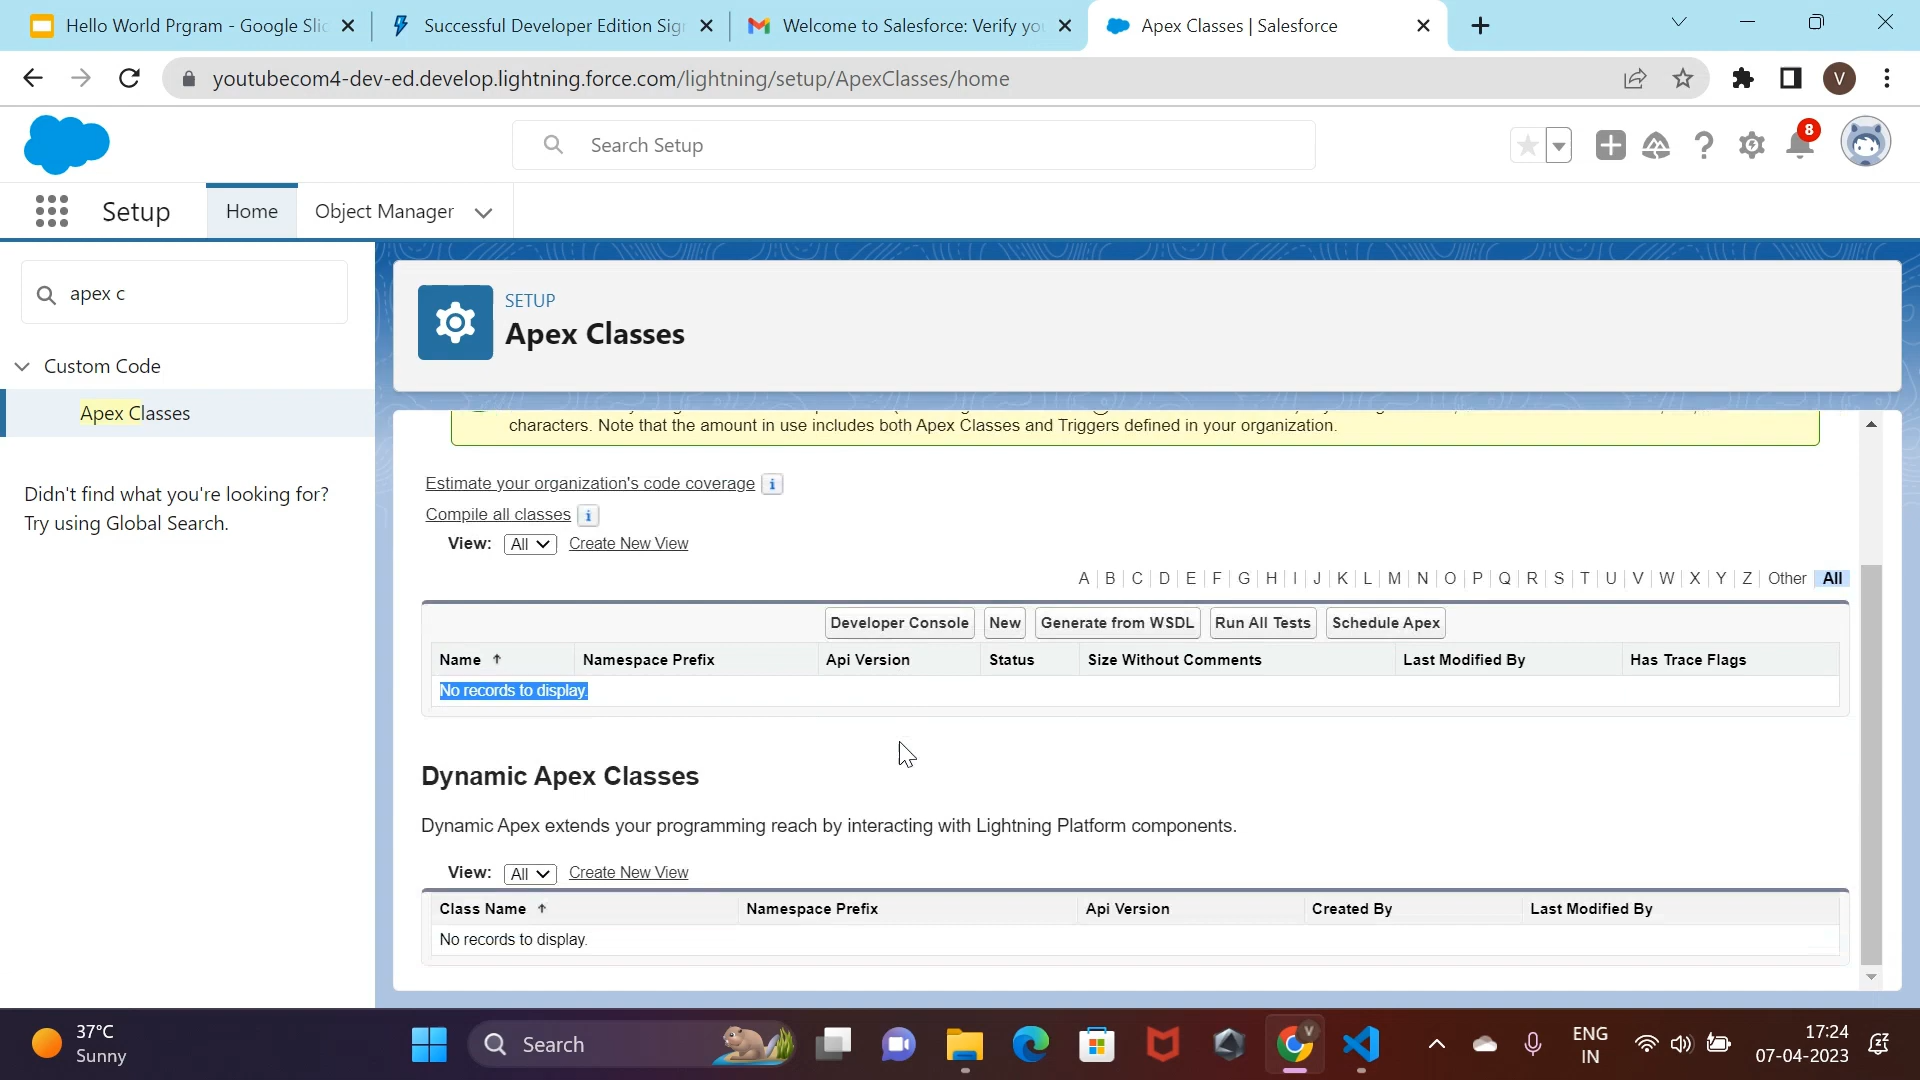 Hello World Prgram - Google Slic
Successful Developer Edition Sig
Welcome to Salesforce: Verify yo
Apex Classes | Salesforce
youtubecom4-dev-ed.develop.lightning.force.com/lightning/setup/ApexClasses/home
V
Search Setup
8
Setup
Home
Object Manager
apex c
Custom Code
Apex Classes
Didn't find what you're looking for?
Try using Global Search.
SETUP
Apex Classes
characters. Note that the amount in use includes both Apex Classes and Triggers defined in your organization.
Estimate your organization's code coverage i
Compile all classes i
View: All Create New View
A B C D E F G H I J K L M N O P Q R S T U V W X Y Z Other All
Developer Console New Generate from WSDL Run All Tests Schedule Apex
Name Namespace Prefix Api Version Status Size Without Comments Last Modified By Has Trace Flags
No records to display.
Dynamic Apex Classes
Dynamic Apex extends your programming reach by interacting with Lightning Platform components.
View: All Create New View
Class Name Namespace Prefix Api Version Created By Last Modified By
No records to display.
37°C
Sunny
Search
V
ENG
IN
17:24
07-04-2023